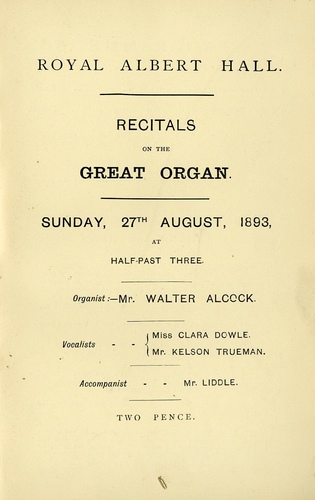 ROYAL ALBERT HALL.
RECITALS
ON THE
GREAT ORGAN.
SUNDAY, 27TH AUGUST, 1893,
AT
HALF-PAST THREE.
Organist:—Mr. WALTER ALCOCK.
Vocalists - - { Miss CLARA DOWLE.
Mr. KELSON TRUEMAN.
Accompanist - - Mr. LIDDLE.
TWO PENCE.